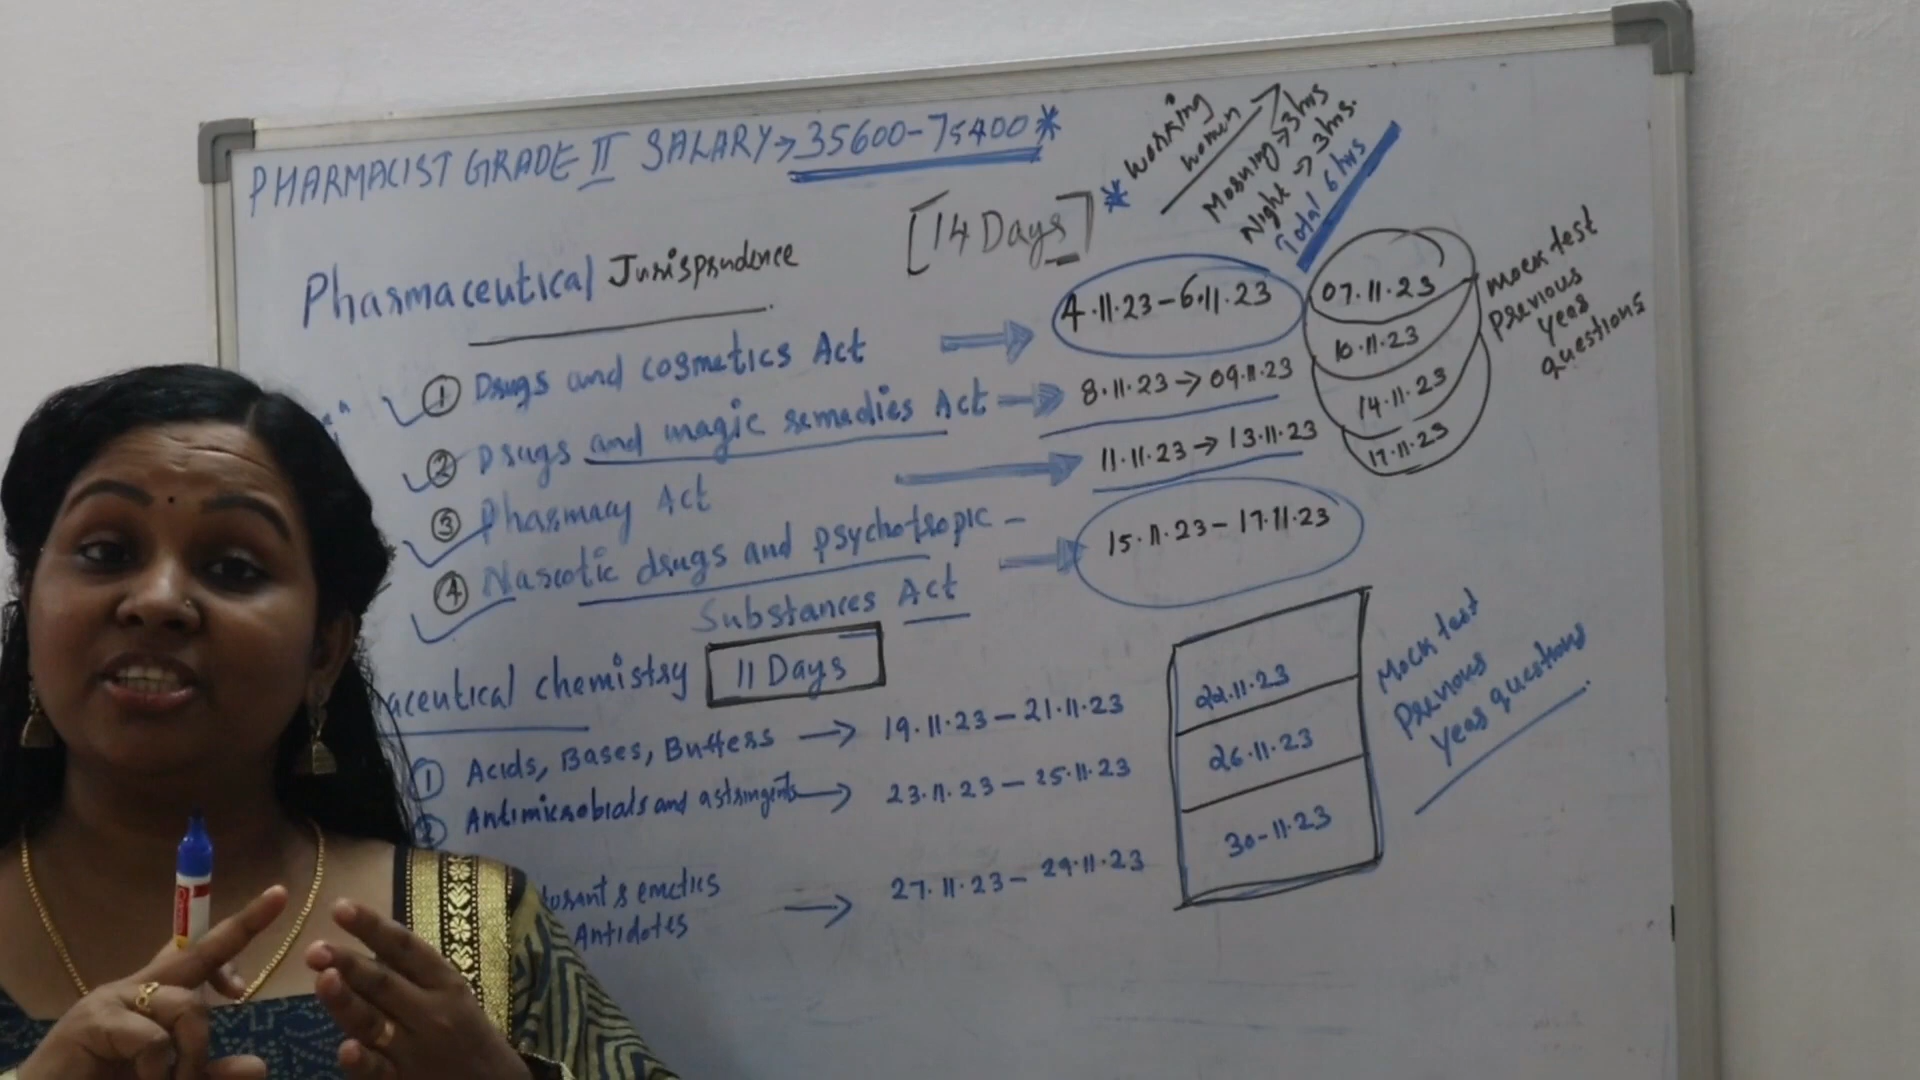 PHARMACIST GRADE II SALARY → 35600-75400 *
* working women
Morning → 3hrs
Night → 3hrs.
Total 6 hrs
[14 Days]
Pharmaceutical Jurisprudence
① Drugs and cosmetics Act → 4.11.23 - 6.11.23
② Drugs and magic remedies Act → 8.11.23 → 09.11.23
③ Pharmacy Act → 11.11.23 → 13.11.23
④ Narcotic drugs and psychotropic -
Substances Act → 15.11.23 - 17.11.23
07.11.23
10.11.23
14.11.23
17.11.23
mock test
previous
year
questions
aceutical chemistry 11 Days
① Acids, Bases, Buffers → 19.11.23 - 21.11.23
② Antimicrobials and astringents → 23.11.23 - 25.11.23
emetics
Antidotes → 27.11.23 - 29.11.23
22.11.23
26.11.23
30-11.23
Mock test
Previous
Year questions